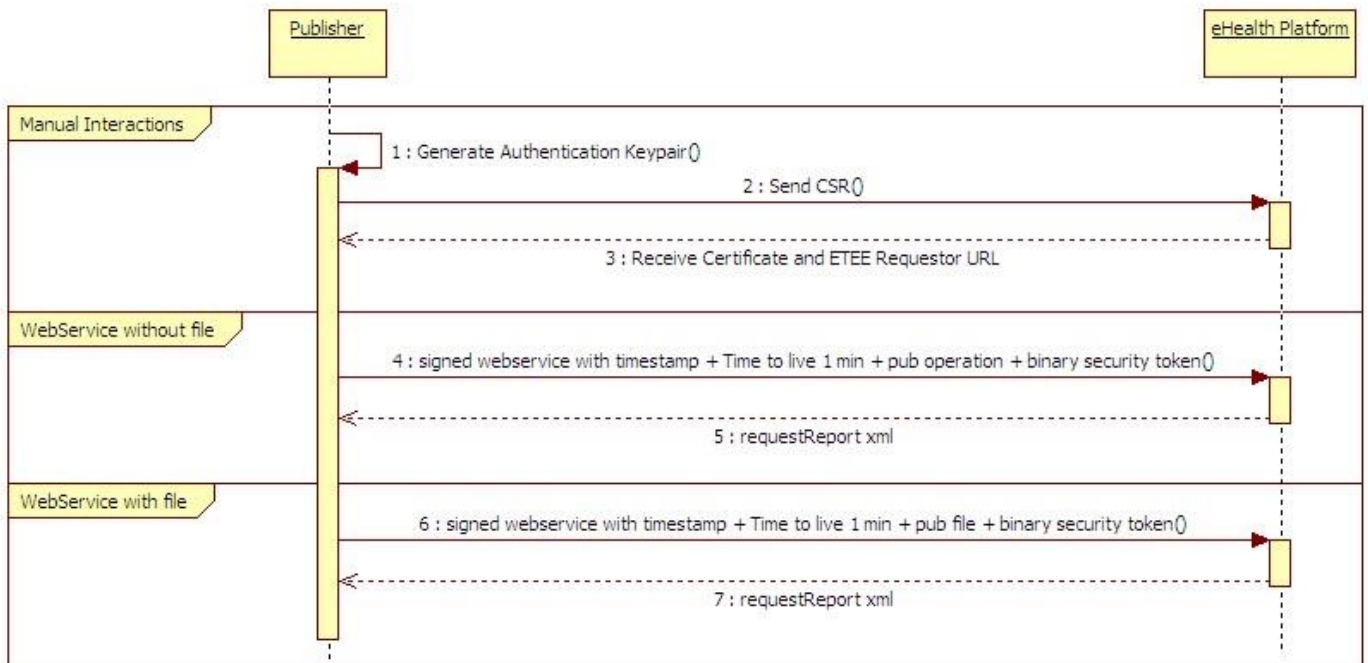 Publisher
eHealth Platform
Manual Interactions
1 : Generate Authentication Keypair()
2 : Send CSR()
3 : Receive Certificate and ETEE Requestor URL
WebService without file
4 : signed webservice with timestamp + Time to live 1 min + pub operation + binary security token()
5 : requestReport xml
WebService with file
6 : signed webservice with timestamp + Time to live 1 min + pub file + binary security token()
7 : requestReport xml